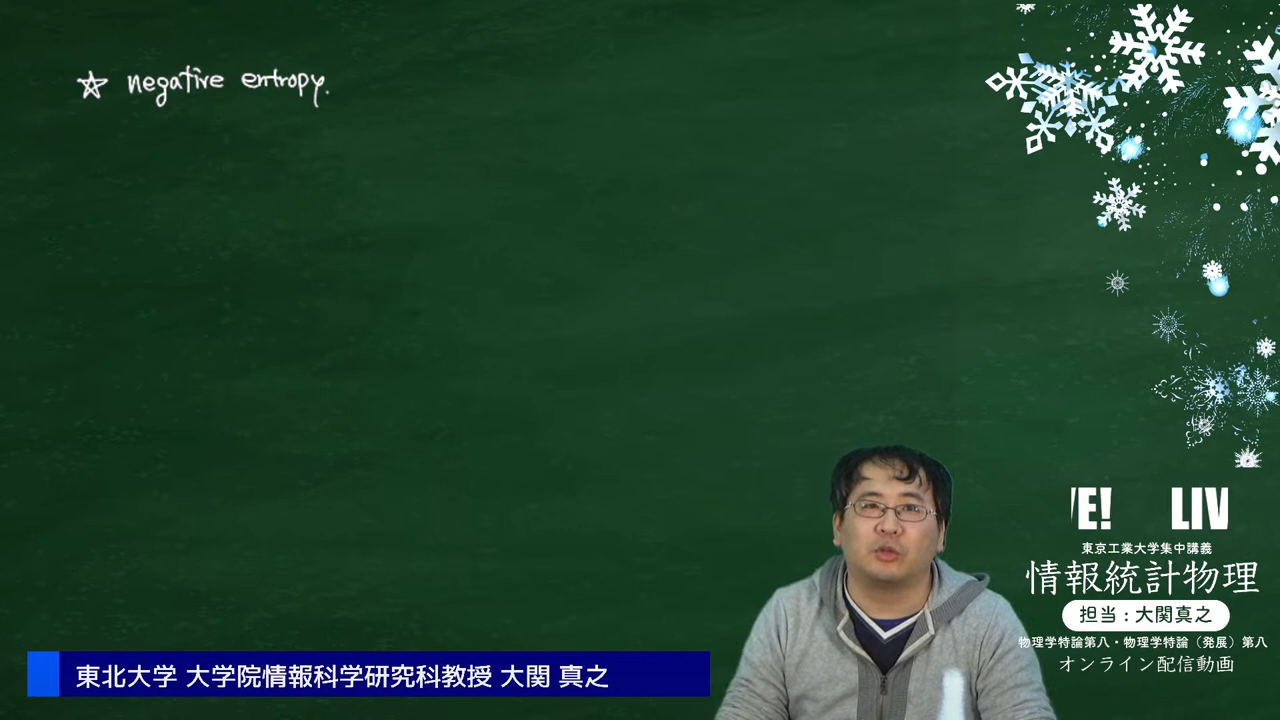 ☆ negative entropy.
VE! LIV
東京工業大学集中講義
情報統計物理
担当：大関真之
物理学特論第八・物理学特論（発展）第八
オンライン配信動画
東北大学 大学院情報科学研究科教授 大関 真之